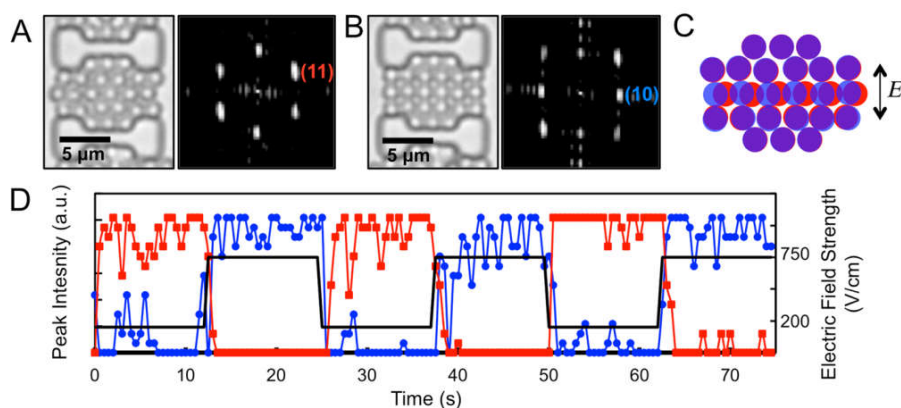 A
B
C
(11)
(10)
E
5 μm
5 μm
D
Peak Intesnity (a.u.)
Electric Field Strength
(V/cm)
750
200
0 10 20 30 40 50 60 70
Time (s)